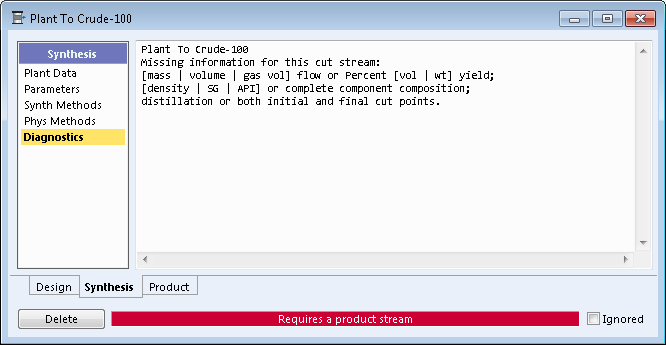 Plant To Crude-100
Synthesis
Plant Data
Parameters
Synth Methods
Phys Methods
Diagnostics
Plant To Crude-100
Missing information for this cut stream:
[mass | volume | gas vol] flow or Percent [vol | wt] yield;
[density | SG | API] or complete component composition;
distillation or both initial and final cut points.
Design
Synthesis
Product
Delete
Requires a product stream
Ignored